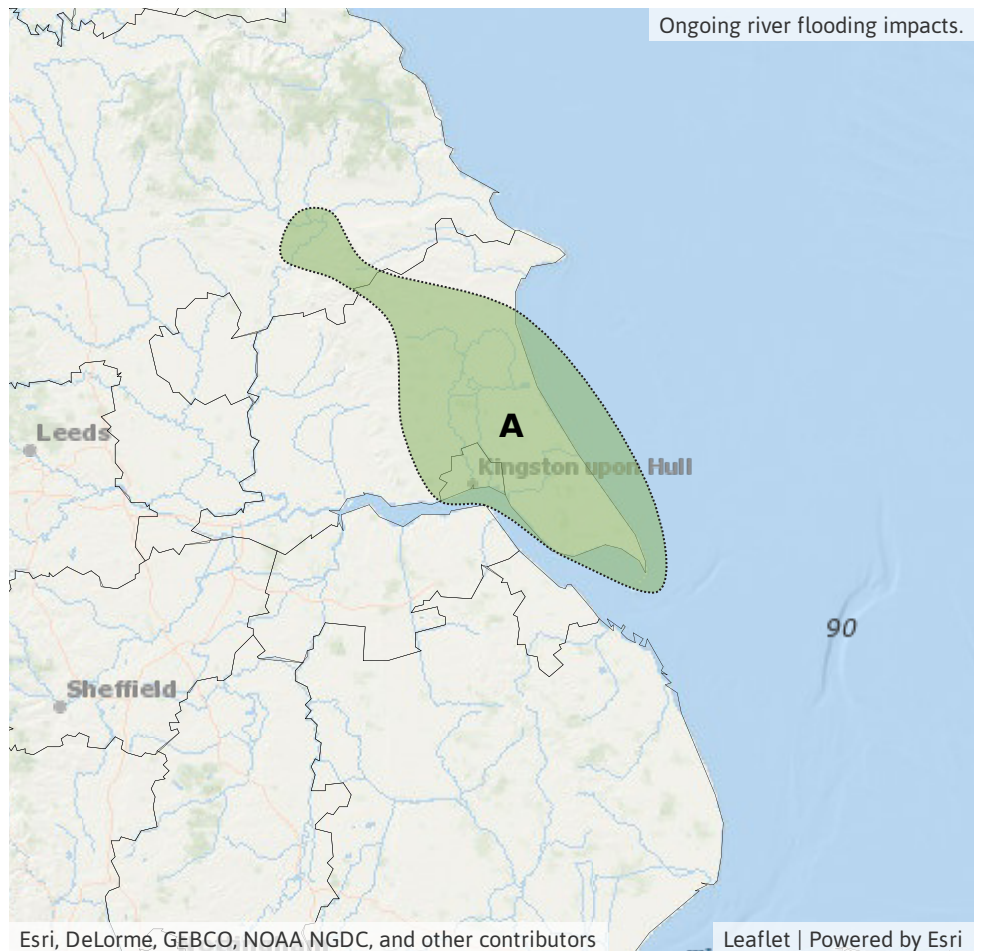 Ongoing river flooding impacts.
Leeds
A
Kingston upon Hull
90
Sheffield
Esri, DeLorme, GEBCO, NOAA NGDC, and other contributors
Leaflet | Powered by Esri